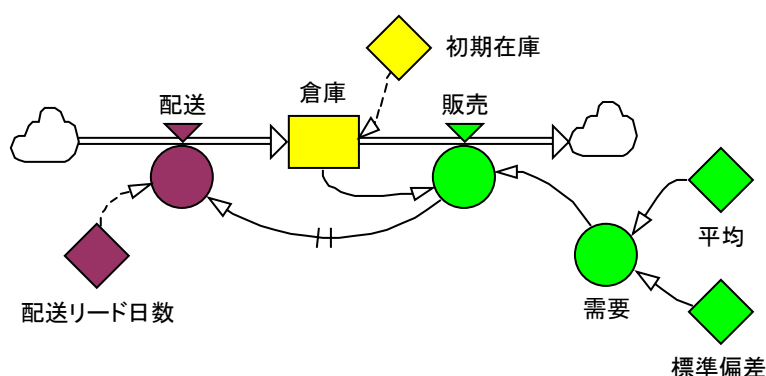 初期在庫
配送
倉庫
販売
平均
配送リード日数
需要
標準偏差